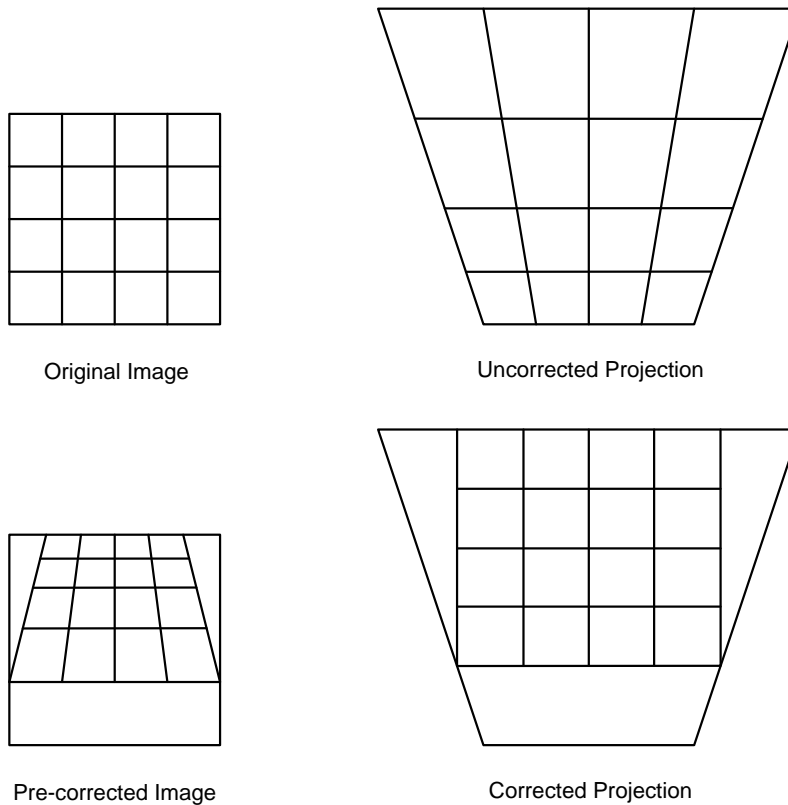 Original Image
Uncorrected Projection
Pre-corrected Image
Corrected Projection